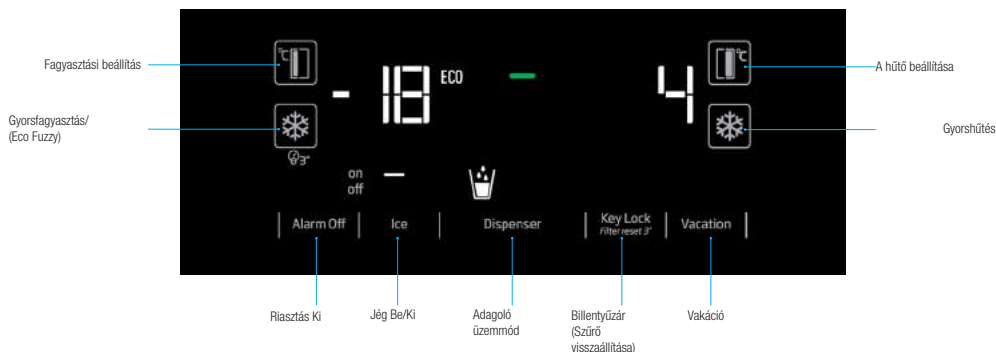 Fagyasztási beállítás
°C
- 18
ECO
4
°C
A hűtő beállítása
Gyorsfagyasztás/
(Eco Fuzzy)
Gyorshűtés
3"
on
off
Alarm Off
Ice
Dispenser
Key Lock
Filter reset 3"
Vacation
Riasztás Ki
Jég Be/Ki
Adagoló
üzemmód
Billentyűzár
(Szűrő
visszaállítása)
Vakáció